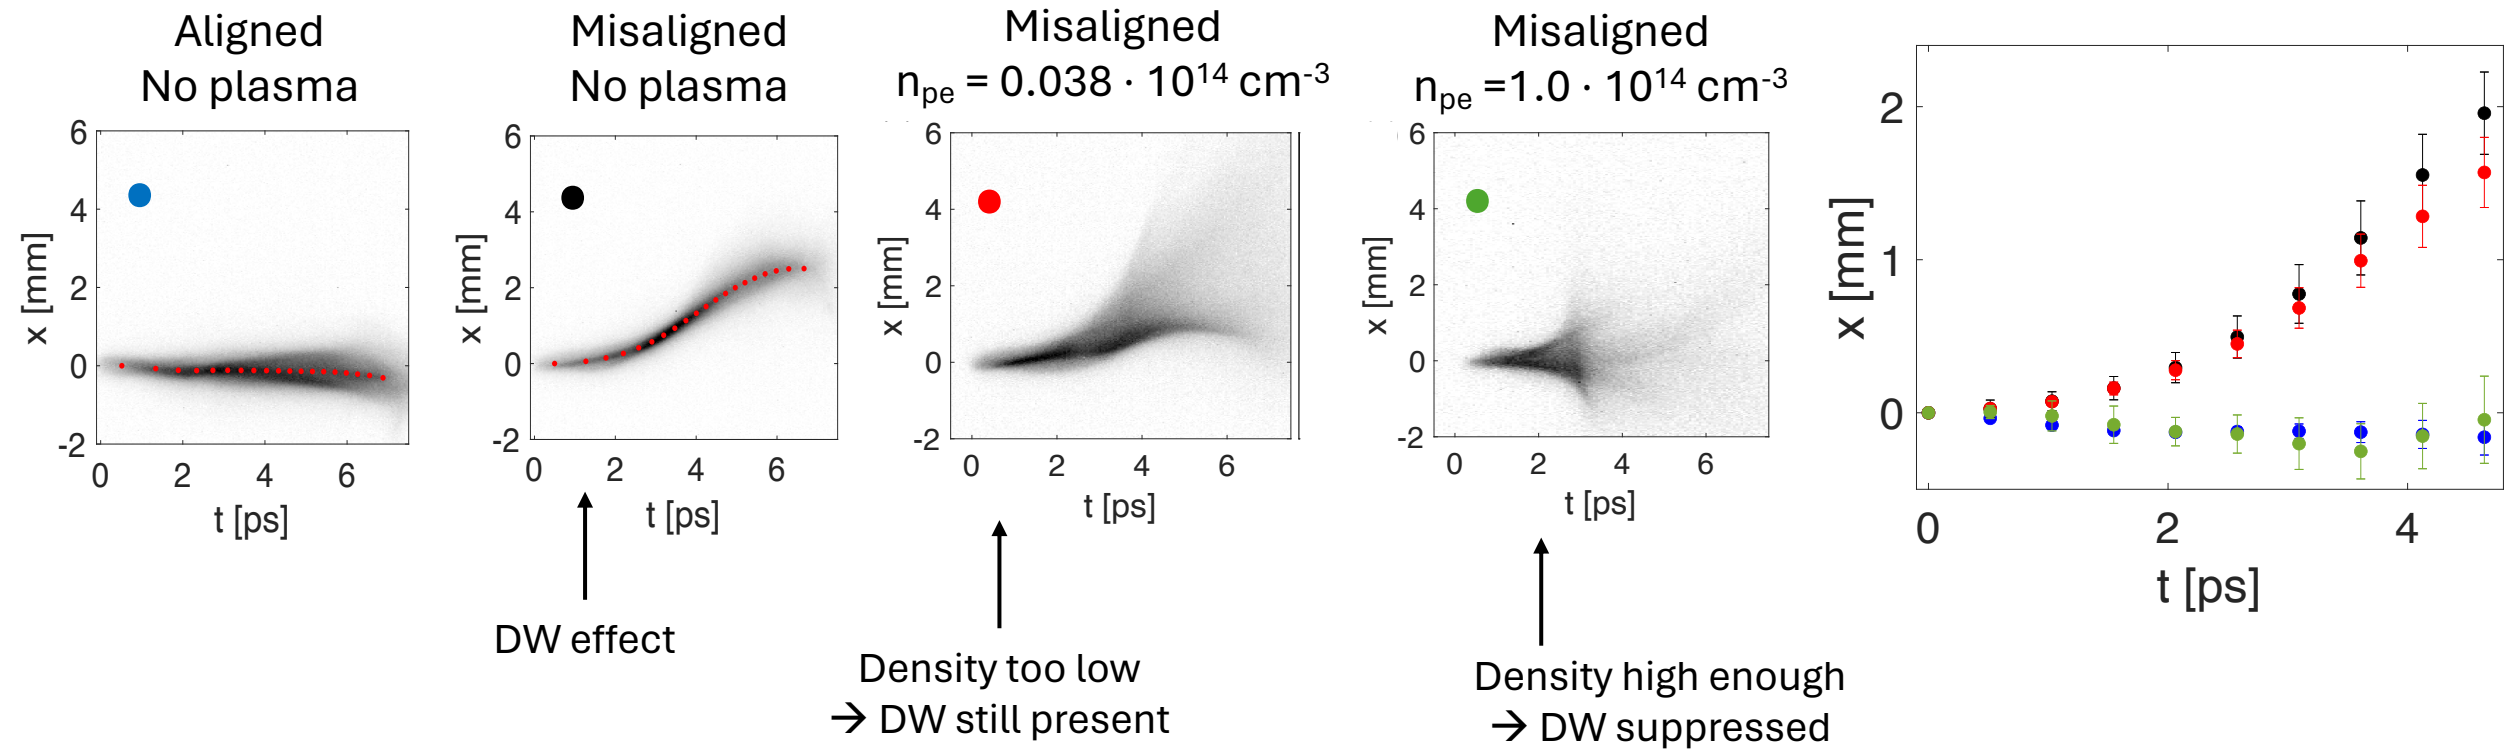 Aligned
No plasma
Misaligned
No plasma
Misaligned
nₚₑ = 0.038 · 10¹⁴ cm⁻³
Misaligned
nₚₑ =1.0 · 10¹⁴ cm⁻³
6
4
2
0
-2
x [mm]
0 2 4 6
t [ps]
6
4
2
0
-2
x [mm]
0 2 4 6
t [ps]
6
4
2
0
-2
x [mm]
0 2 4 6
t [ps]
6
4
2
0
-2
x [mm]
0 2 4 6
t [ps]
2
1
0
x [mm]
0 2 4
t [ps]
DW effect
Density too low
→ DW still present
Density high enough
→ DW suppressed